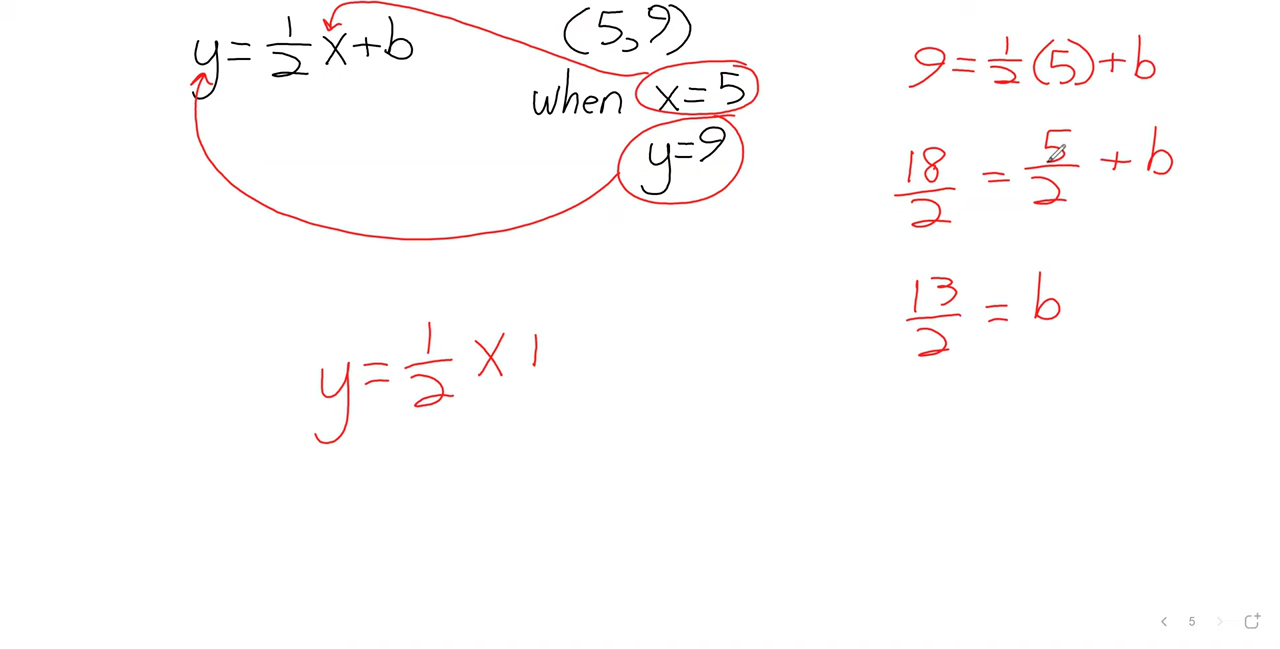 y = 1/2 x + b
(5,9)
when x = 5
y = 9
9 = 1/2 (5) + b
18/2 = 5/2 + b
13/2 = b
y = 1/2 x 1
5